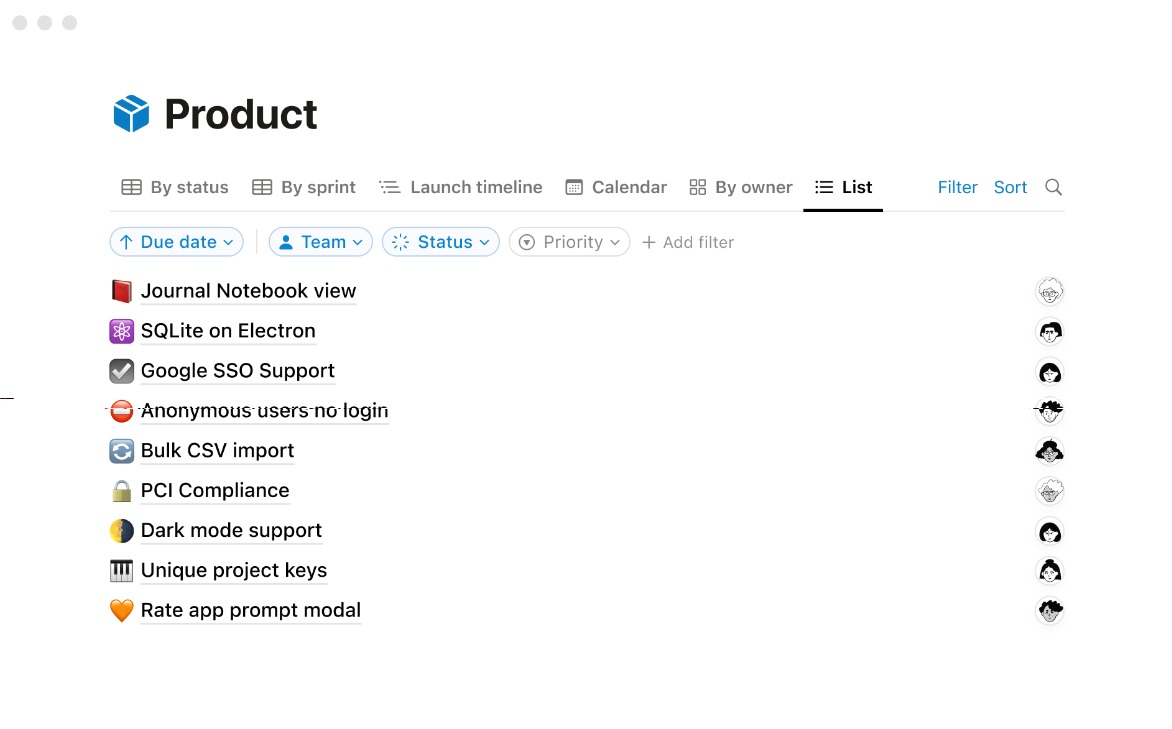 Product
By status By sprint Launch timeline Calendar By owner List Filter Sort
Due date Team Status Priority + Add filter
Journal Notebook view
SQLite on Electron
Google SSO Support
Anonymous users no login
Bulk CSV import
PCI Compliance
Dark mode support
Unique project keys
Rate app prompt modal